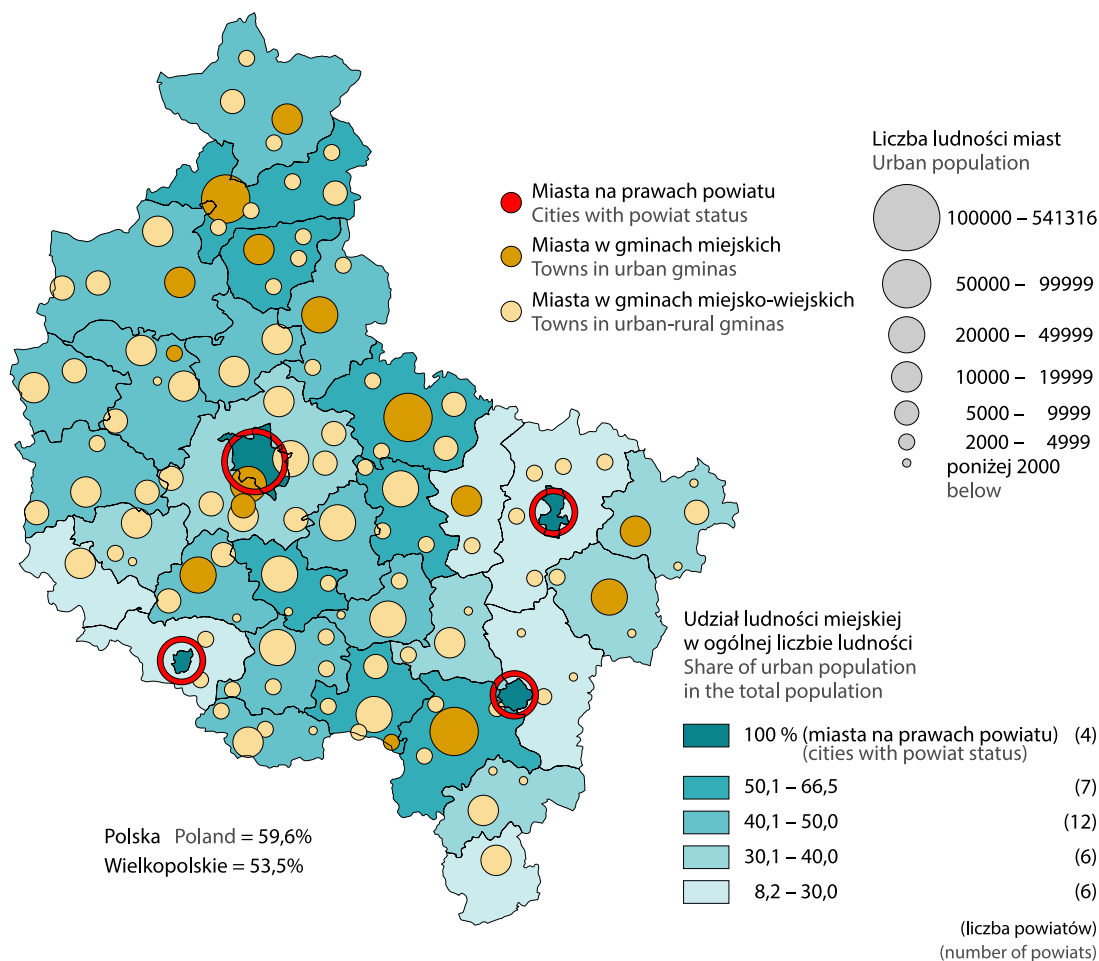 Liczba ludności miast
Urban population
100000 – 541316
50000 – 99999
20000 – 49999
10000 – 19999
5000 – 9999
2000 – 4999
poniżej 2000
below
Miasta na prawach powiatu
Cities with powiat status
Miasta w gminach miejskich
Towns in urban gminas
Miasta w gminach miejsko-wiejskich
Towns in urban-rural gminas
Udział ludności miejskiej
w ogólnej liczbie ludności
Share of urban population
in the total population
100 % (miasta na prawach powiatu) (4)
(cities with powiat status)
50,1 – 66,5 (7)
40,1 – 50,0 (12)
30,1 – 40,0 (6)
8,2 – 30,0 (6)
(liczba powiatów)
(number of powiats)
Polska Poland = 59,6%
Wielkopolskie = 53,5%